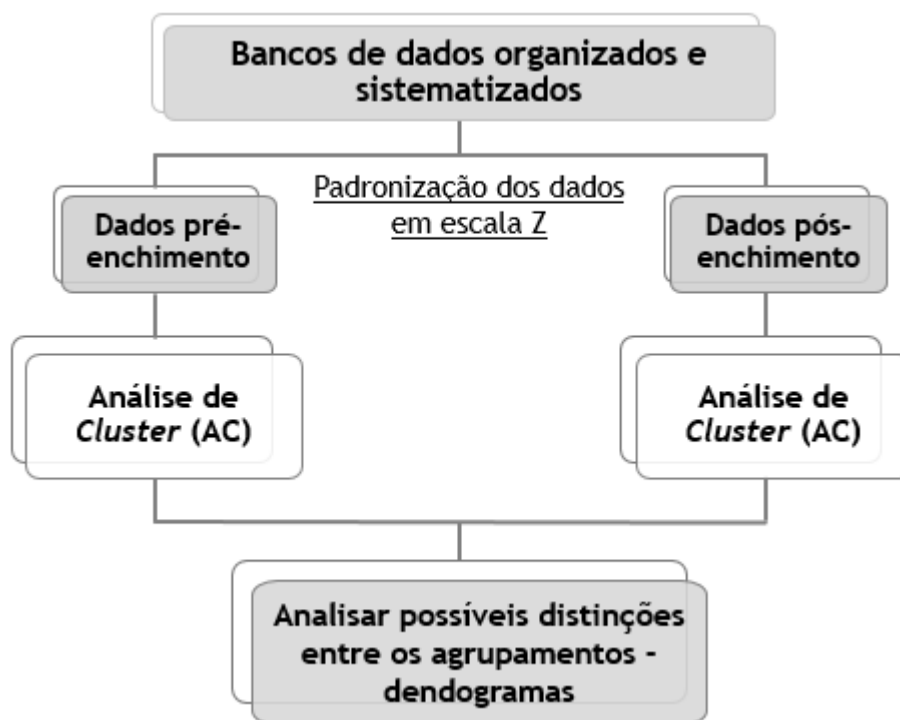 Bancos de dados organizados e
sistematizados
Padronização dos dados
em escala Z
Dados pré-
enchimento
Dados pós-
enchimento
Análise de
Cluster (AC)
Análise de
Cluster (AC)
Analisar possíveis distinções
entre os agrupamentos -
dendogramas